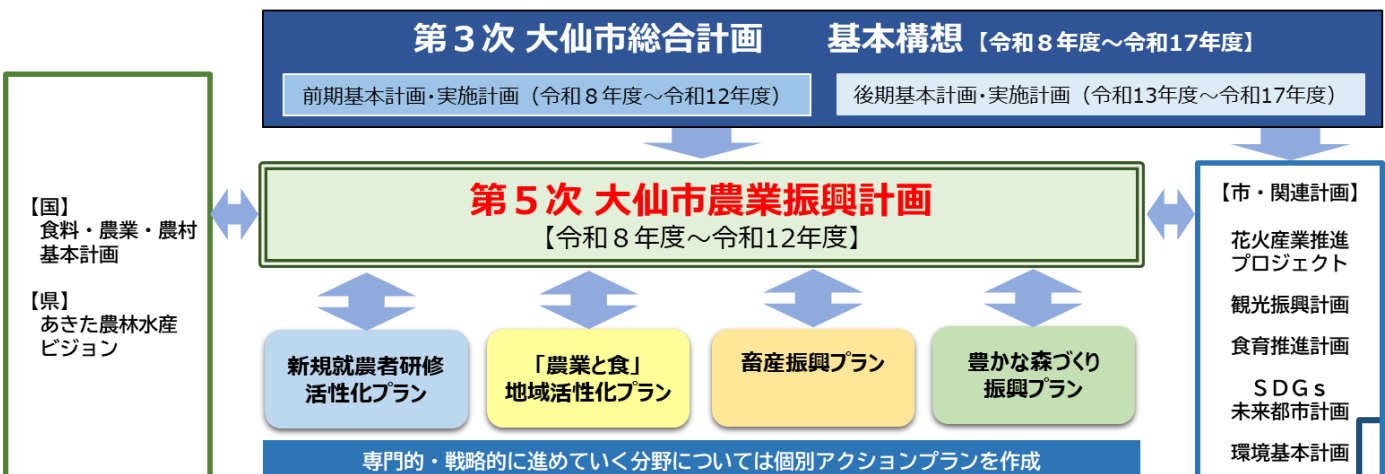 第３次 大仙市総合計画　　基本構想【令和８年度～令和17年度】
前期基本計画･実施計画（令和８年度～令和12年度）
後期基本計画･実施計画（令和13年度～令和17年度）
【国】
食料・農業・農村
基本計画
【県】
あきた農林水産
ビジョン
第５次 大仙市農業振興計画
【令和８年度～令和12年度】
新規就農者研修
活性化プラン
「農業と食」
地域活性化プラン
畜産振興プラン
豊かな森づくり
振興プラン
専門的・戦略的に進めていく分野については個別アクションプランを作成
【市・関連計画】
花火産業推進
プロジェクト
観光振興計画
食育推進計画
ＳＤＧｓ
未来都市計画
環境基本計画